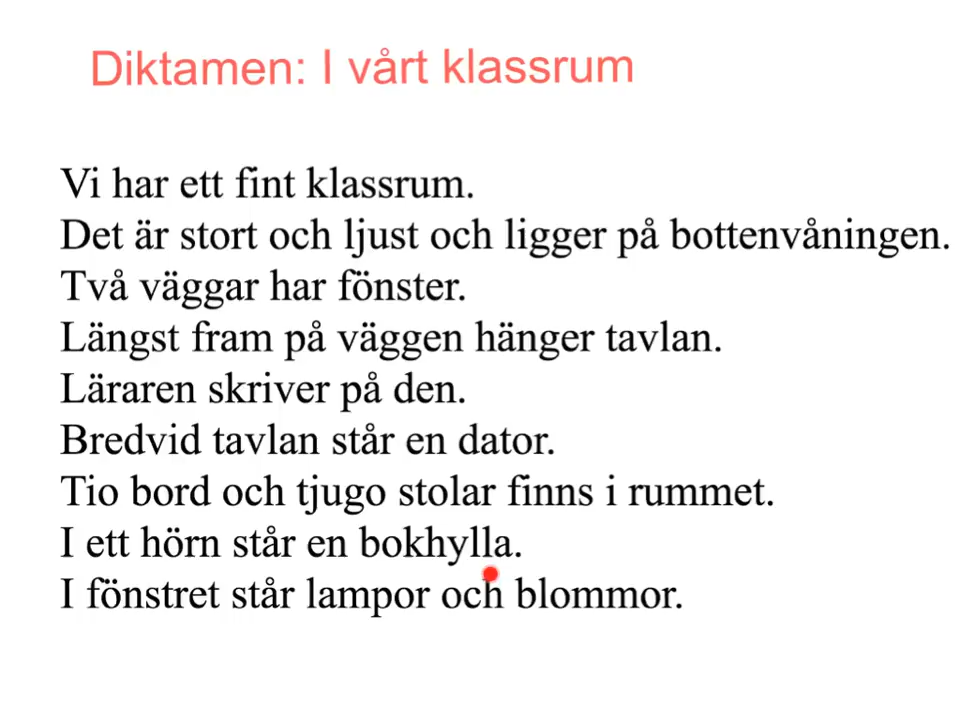 Diktamen: I vårt klassrum
Vi har ett fint klassrum.
Det är stort och ljust och ligger på bottenvåningen.
Två väggar har fönster.
Längst fram på väggen hänger tavlan.
Läraren skriver på den.
Bredvid tavlan står en dator.
Tio bord och tjugo stolar finns i rummet.
I ett hörn står en bokhylla.
I fönstret står lampor och blommor.